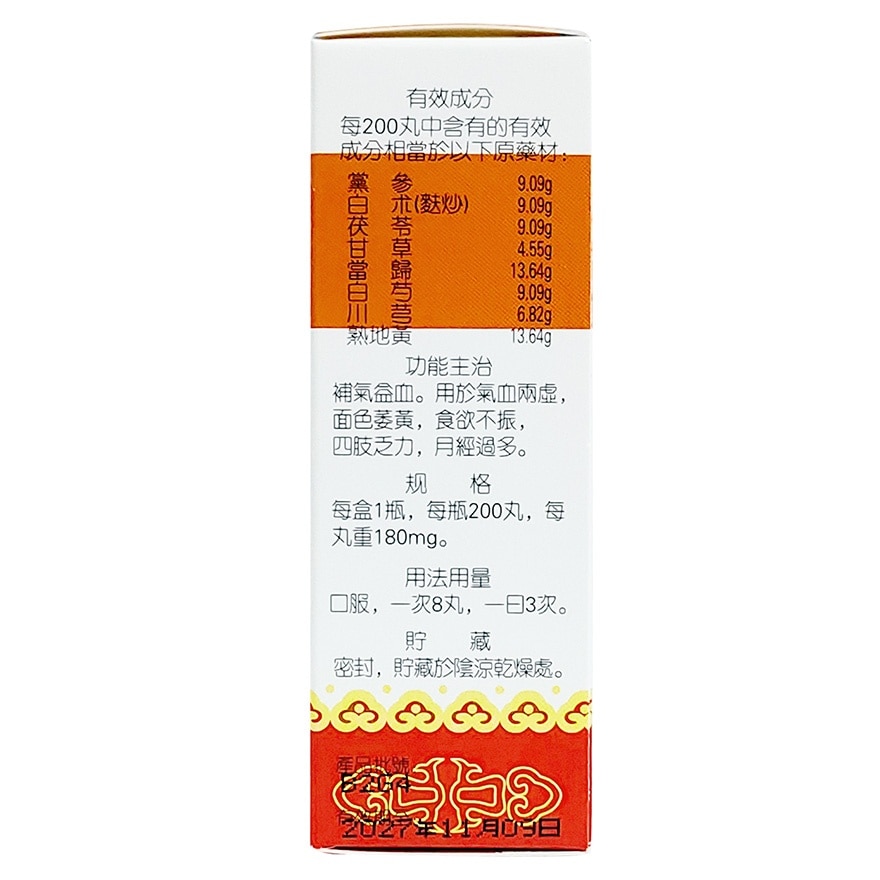 有效成分
每200丸中含有的有效
成分相當於以下原藥材：
黨 參 9.09g
白 朮(麩炒) 9.09g
茯 苓 9.09g
甘 草 4.55g
當 歸 13.64g
白 芍 9.09g
川 芎 6.82g
熟地黃 13.64g
功能主治
補氣益血。用於氣血兩虛，
面色萎黃，食欲不振，
四肢乏力，月經過多。
规 格
每盒1瓶，每瓶200丸，每
丸重180mg。
用法用量
口服，一次8丸，一日3次。
貯 藏
密封，貯藏於陰涼乾燥處。
產品批號
B2G4
2027年11月09日